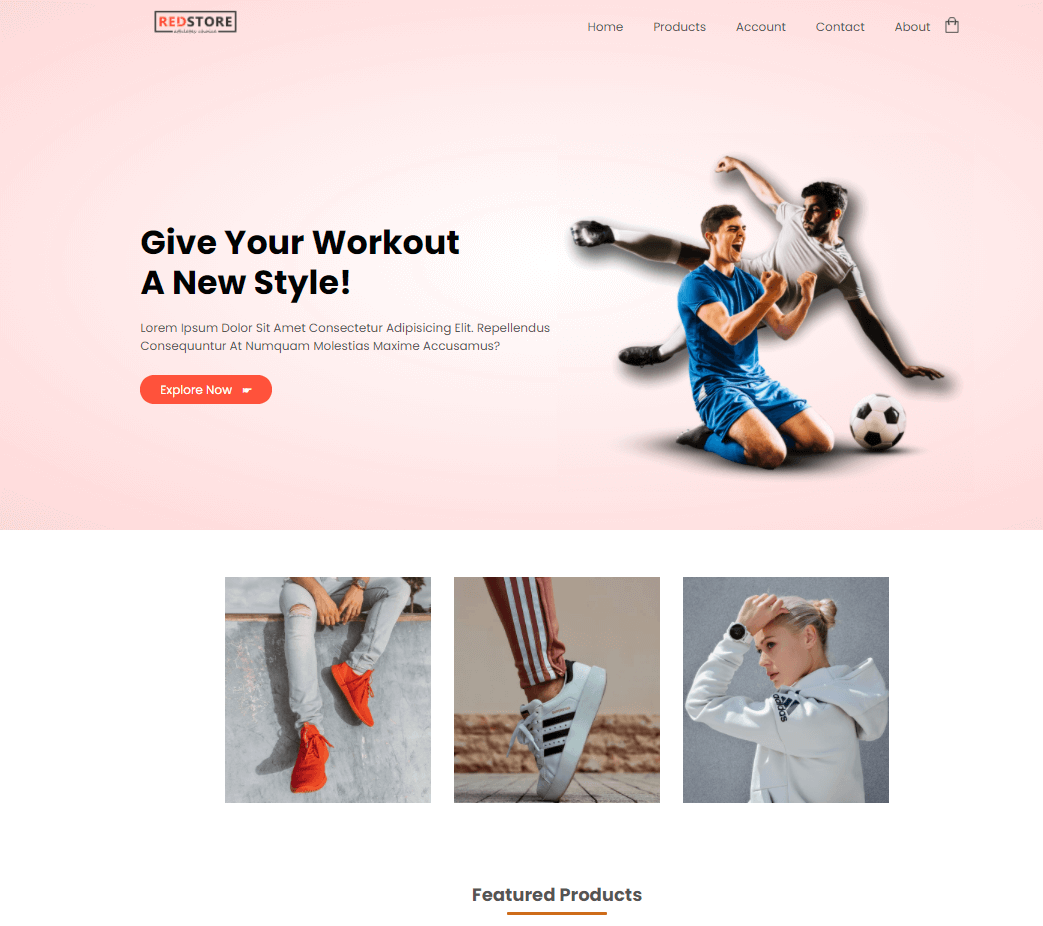 REDSTORE
Home Products Account Contact About
Give Your Workout
A New Style!
Lorem Ipsum Dolor Sit Amet Consectetur Adipisicing Elit. Repellendus
Consequuntur At Numquam Molestias Maxime Accusamus?
Explore Now
adidas
Featured Products